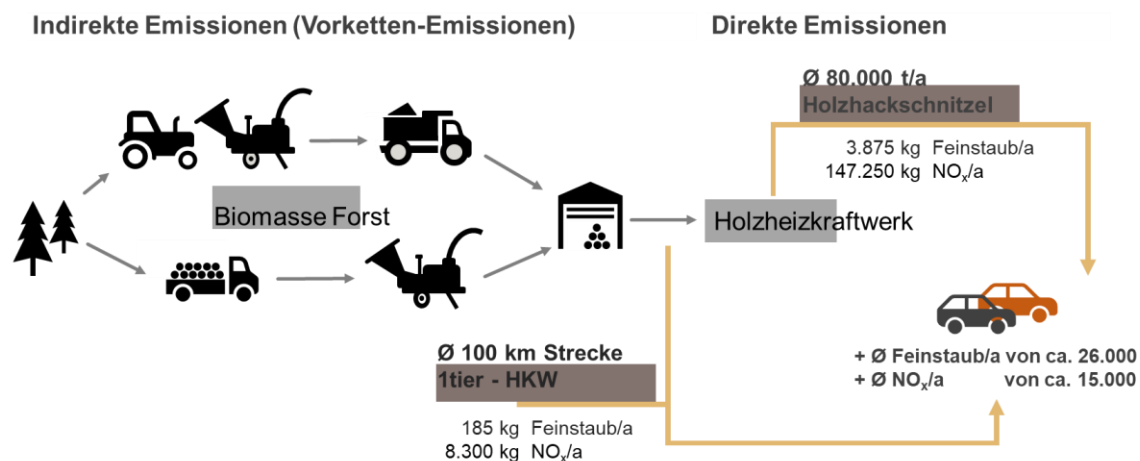 Indirekte Emissionen (Vorketten-Emissionen)
Direkte Emissionen
Ø 80.000 t/a
Holzhackschnitzel
3.875 kg Feinstaub/a
147.250 kg NOx/a
Biomasse Forst
Holzheizkraftwerk
Ø 100 km Strecke
1tier - HKW
185 kg Feinstaub/a
8.300 kg NOx/a
+ Ø Feinstaub/a von ca. 26.000
+ Ø NOx/a von ca. 15.000